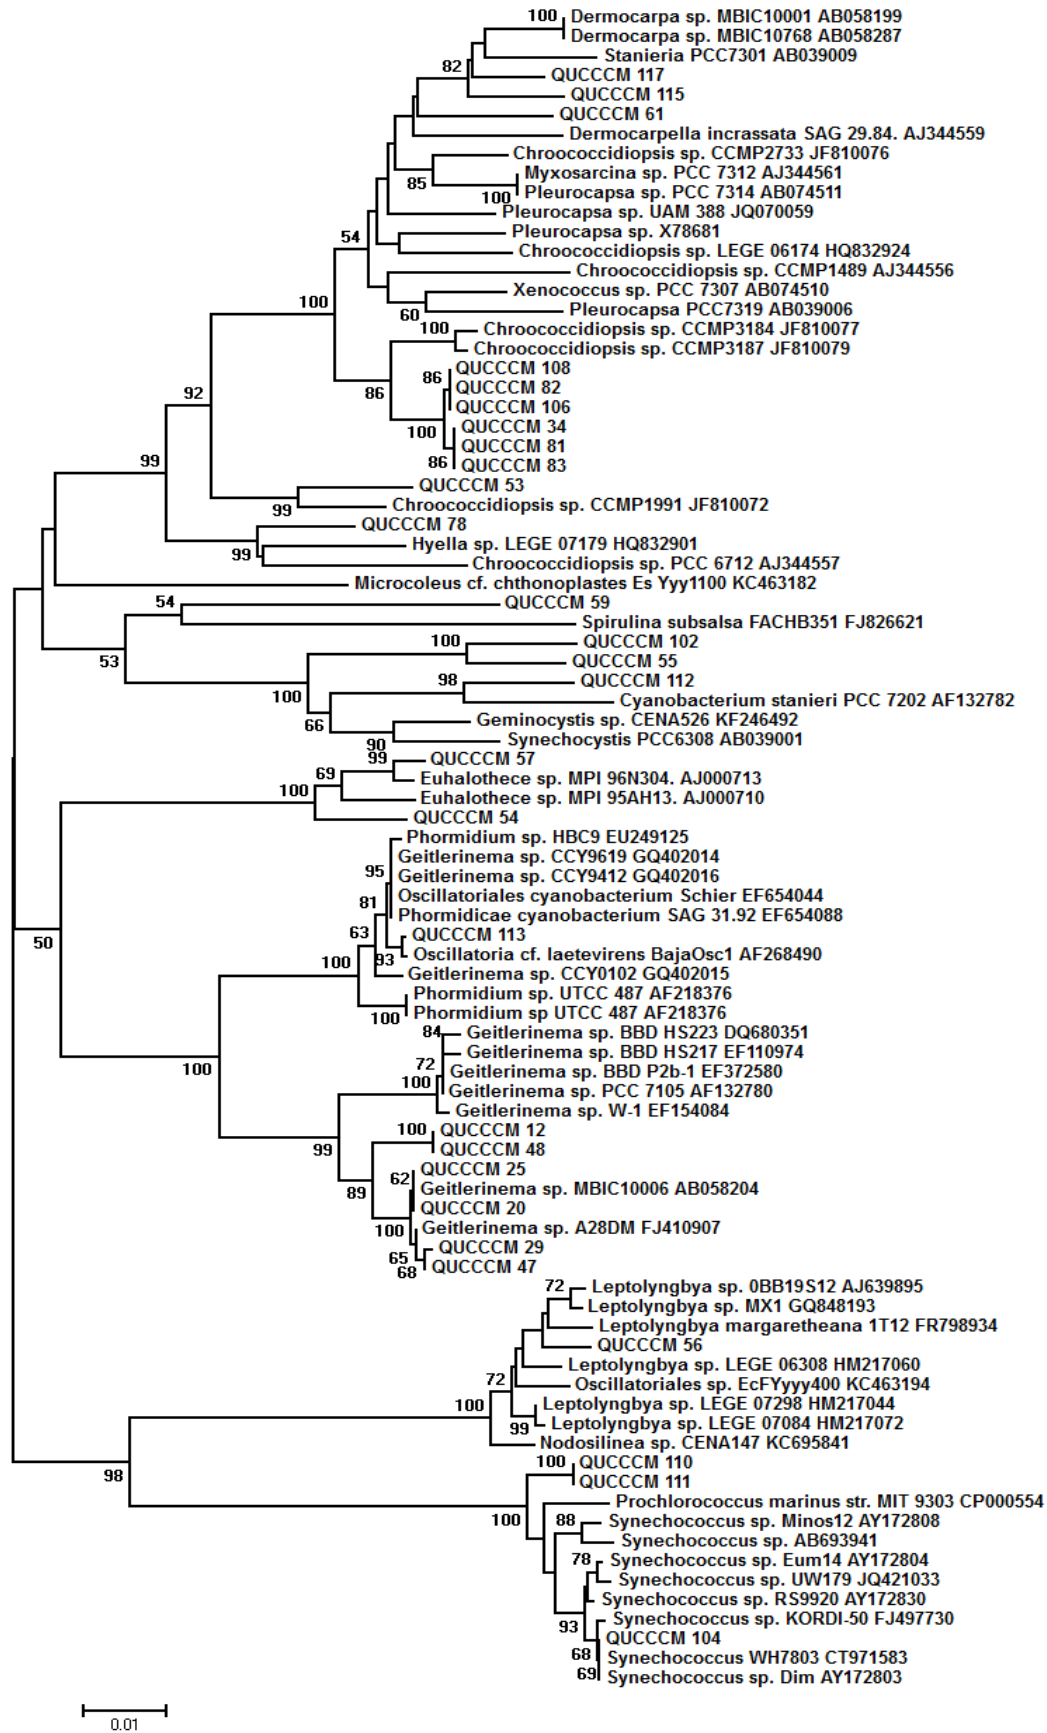 100 Dermocarpa sp. MBIC10001 AB058199
Dermocarpa sp. MBIC10768 AB058287
Stanieria PCC7301 AB039009
82 QUCCCM 117
QUCCCM 115
QUCCCM 61
Dermocarpella incrassata SAG 29.84. AJ344559
Chroococcidiopsis sp. CCMP2733 JF810076
Myxosarcina sp. PCC 7312 AJ344561
85
100 Pleurocapsa sp. PCC 7314 AB074511
Pleurocapsa sp. UAM 388 JQ070059
54 Pleurocapsa sp. X78681
Chroococcidiopsis sp. LEGE 06174 HQ832924
Chroococcidiopsis sp. CCMP1489 AJ344556
100 Xenococcus sp. PCC 7307 AB074510
60 Pleurocapsa PCC7319 AB039006
100 Chroococcidiopsis sp. CCMP3184 JF810077
Chroococcidiopsis sp. CCMP3187 JF810079
QUCCCM 108
86
92 86 QUCCCM 82
QUCCCM 106
100 QUCCCM 34
QUCCCM 81
99 86 QUCCCM 83
QUCCCM 53
99 Chroococcidiopsis sp. CCMP1991 JF810072
QUCCCM 78
99 Hyella sp. LEGE 07179 HQ832901
Chroococcidiopsis sp. PCC 6712 AJ344557
Microcoleus cf. chthonoplastes Es Yyy1100 KC463182
54 QUCCCM 59
Spirulina subsalsa FACHB351 FJ826621
100 QUCCCM 102
53 QUCCCM 55
98 QUCCCM 112
100 Cyanobacterium stanieri PCC 7202 AF132782
66 Geminocystis sp. CENA526 KF246492
90 Synechocystis PCC6308 AB039001
99 QUCCCM 57
69 Euhalothece sp. MPI 96N304. AJ000713
100 Euhalothece sp. MPI 95AH13. AJ000710
QUCCCM 54
Phormidium sp. HBC9 EU249125
Geitlerinema sp. CCY9619 GQ402014
95 Geitlerinema sp. CCY9412 GQ402016
81 Oscillatoriales cyanobacterium Schier EF654044
Phormidicae cyanobacterium SAG 31.92 EF654088
50 63 QUCCCM 113
100 93 Oscillatoria cf. laetevirens BajaOsc1 AF268490
Geitlerinema sp. CCY0102 GQ402015
Phormidium sp. UTCC 487 AF218376
100 Phormidium sp UTCC 487 AF218376
84 Geitlerinema sp. BBD HS223 DQ680351
Geitlerinema sp. BBD HS217 EF110974
100 72 Geitlerinema sp. BBD P2b-1 EF372580
100 Geitlerinema sp. PCC 7105 AF132780
Geitlerinema sp. W-1 EF154084
100 QUCCCM 12
99 QUCCCM 48
QUCCCM 25
62
89 Geitlerinema sp. MBIC10006 AB058204
QUCCCM 20
100 Geitlerinema sp. A28DM FJ410907
65 QUCCCM 29
68 QUCCCM 47
72 Leptolyngbya sp. 0BB19S12 AJ639895
Leptolyngbya sp. MX1 GQ848193
Leptolyngbya margaretheana 1T12 FR798934
QUCCCM 56
Leptolyngbya sp. LEGE 06308 HM217060
72 Oscillatoriales sp. EcFYyyy400 KC463194
100 Leptolyngbya sp. LEGE 07298 HM217044
99 Leptolyngbya sp. LEGE 07084 HM217072
Nodosilinea sp. CENA147 KC695841
98 100 QUCCCM 110
QUCCCM 111
Prochlorococcus marinus str. MIT 9303 CP000554
100 88 Synechococcus sp. Minos12 AY172808
Synechococcus sp. AB693941
78 Synechococcus sp. Eum14 AY172804
Synechococcus sp. UW179 JQ421033
Synechococcus sp. RS9920 AY172830
93 Synechococcus sp. KORDI-50 FJ497730
QUCCCM 104
68 Synechococcus WH7803 CT971583
69 Synechococcus sp. Dim AY172803
0.01